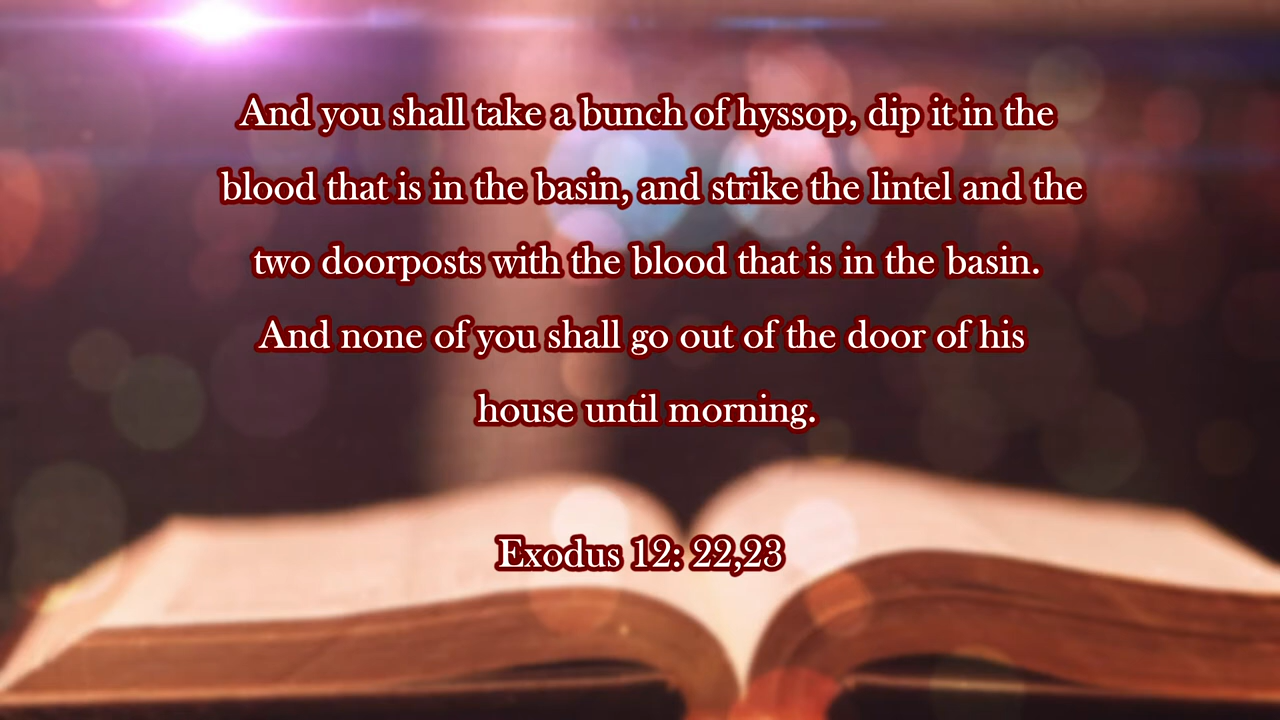 And you shall take a bunch of hyssop, dip it in the
blood that is in the basin, and strike the lintel and the
two doorposts with the blood that is in the basin.
And none of you shall go out of the door of his
house until morning.
Exodus 12: 22,23